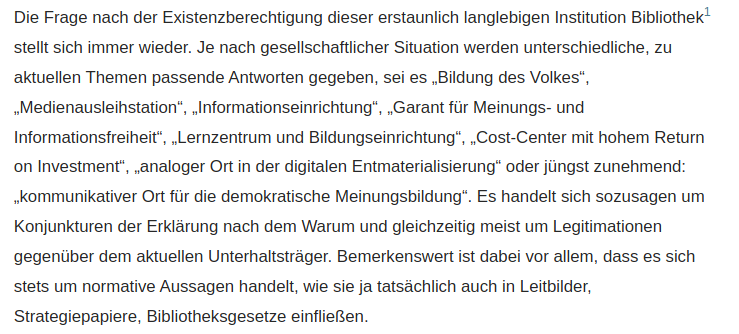 Die Frage nach der Existenzberechtigung dieser erstaunlich langlebigen Institution Bibliothek¹
stellt sich immer wieder. Je nach gesellschaftlicher Situation werden unterschiedliche, zu
aktuellen Themen passende Antworten gegeben, sei es „Bildung des Volkes“,
„Medienausleihstation“, „Informationseinrichtung“, „Garant für Meinungs- und
Informationsfreiheit“, „Lernzentrum und Bildungseinrichtung“, „Cost-Center mit hohem Return
on Investment“, „analoger Ort in der digitalen Entmaterialisierung“ oder jüngst zunehmend:
„kommunikativer Ort für die demokratische Meinungsbildung“. Es handelt sich sozusagen um
Konjunkturen der Erklärung nach dem Warum und gleichzeitig meist um Legitimationen
gegenüber dem aktuellen Unterhaltsträger. Bemerkenswert ist dabei vor allem, dass es sich
stets um normative Aussagen handelt, wie sie ja tatsächlich auch in Leitbilder,
Strategiepapiere, Bibliotheksgesetze einfließen.